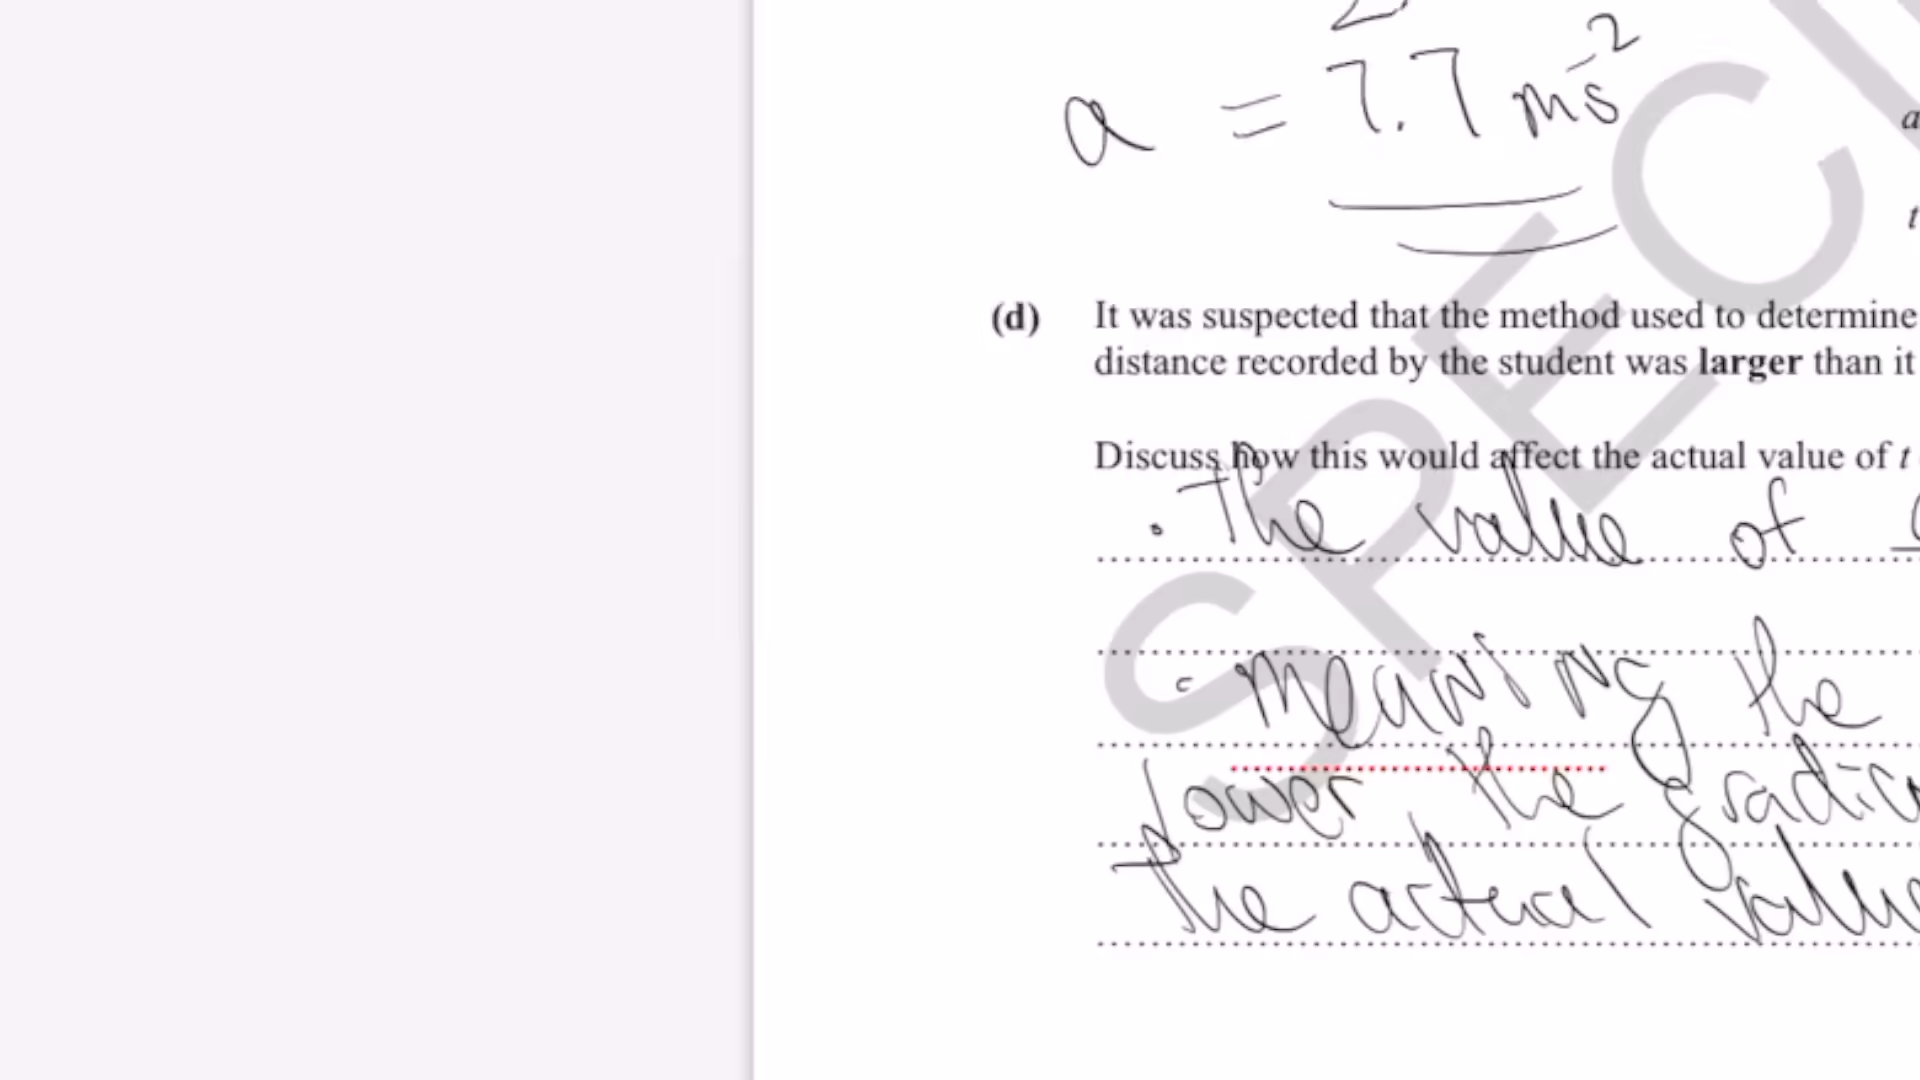 a = 7.7 ms⁻²
a
t
(d) It was suspected that the method used to determine
distance recorded by the student was larger than it
Discuss how this would affect the actual value of t
• The value of
• meaning the
lower the gradie
the actual value
SPECI